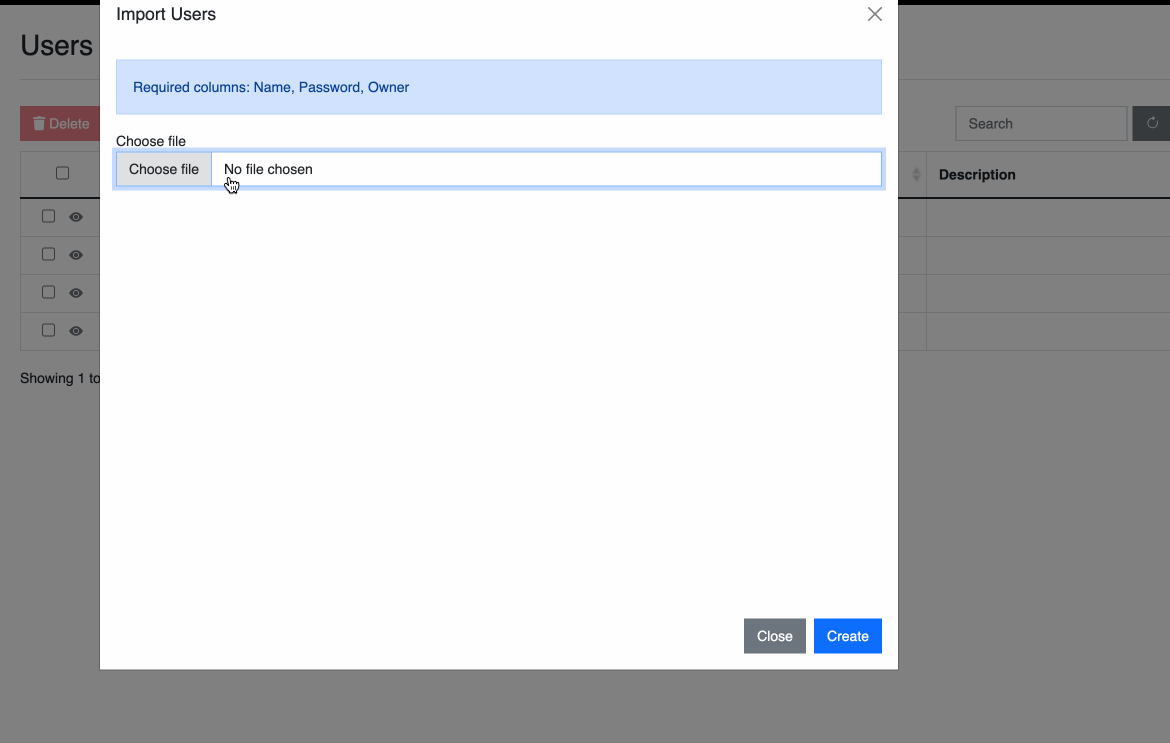 Import Users
Users
Required columns: Name, Password, Owner
Delete
Search
Choose file
Choose file No file chosen
Description
Showing 1 to
Close Create